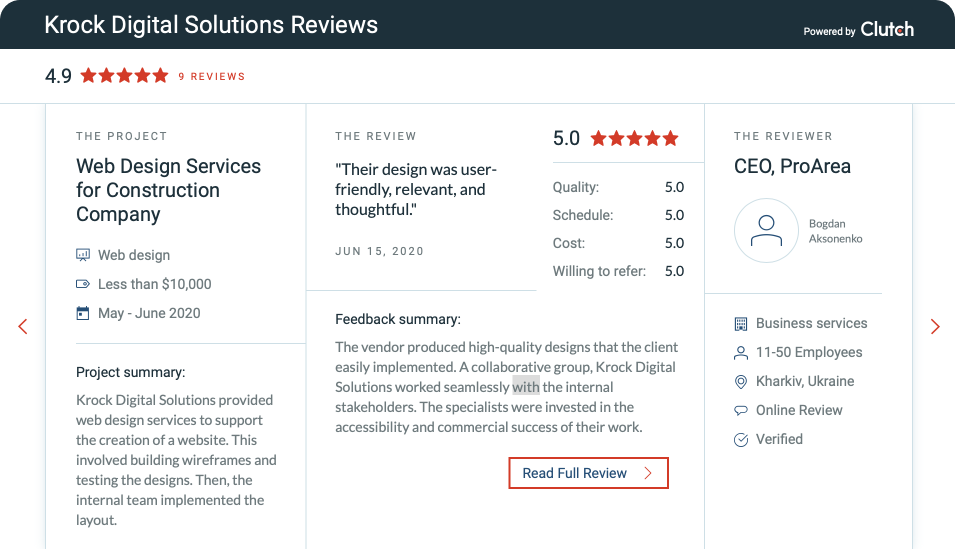 Krock Digital Solutions Reviews
Powered by Clutch
4.9 9 REVIEWS
THE PROJECT
Web Design Services
for Construction
Company
Web design
Less than $10,000
May - June 2020
Project summary:
Krock Digital Solutions provided
web design services to support
the creation of a website. This
involved building wireframes and
testing the designs. Then, the
internal team implemented the
layout.
THE REVIEW
"Their design was user-
friendly, relevant, and
thoughtful."
JUN 15, 2020
5.0
Quality: 5.0
Schedule: 5.0
Cost: 5.0
Willing to refer: 5.0
Feedback summary:
The vendor produced high-quality designs that the client
easily implemented. A collaborative group, Krock Digital
Solutions worked seamlessly with the internal
stakeholders. The specialists were invested in the
accessibility and commercial success of their work.
Read Full Review
THE REVIEWER
CEO, ProArea
Bogdan
Aksonenko
Business services
11-50 Employees
Kharkiv, Ukraine
Online Review
Verified